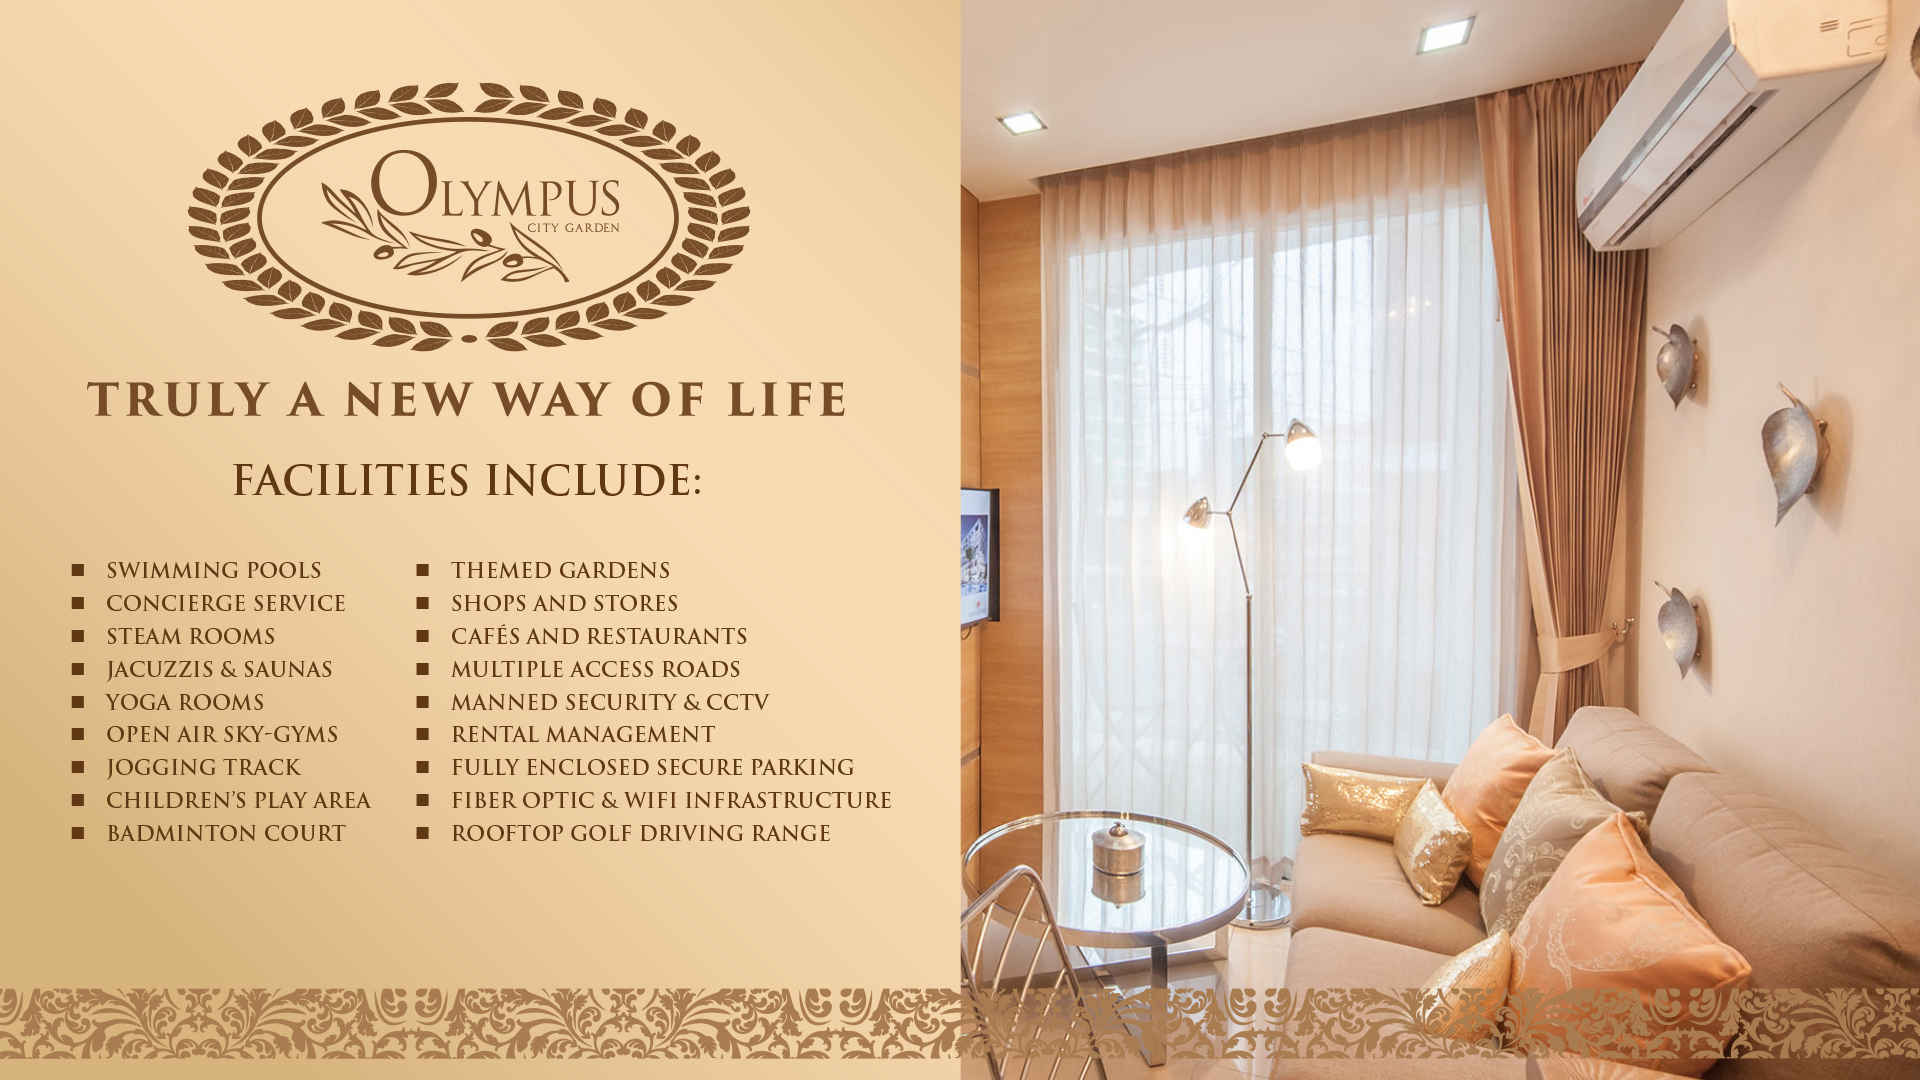 OLYMPUS
CITY GARDEN
TRULY A NEW WAY OF LIFE
FACILITIES INCLUDE:
SWIMMING POOLS
CONCIERGE SERVICE
STEAM ROOMS
JACUZZIS & SAUNAS
YOGA ROOMS
OPEN AIR SKY-GYMS
JOGGING TRACK
CHILDREN'S PLAY AREA
BADMINTON COURT
THEMED GARDENS
SHOPS AND STORES
CAFÉS AND RESTAURANTS
MULTIPLE ACCESS ROADS
MANNED SECURITY & CCTV
RENTAL MANAGEMENT
FULLY ENCLOSED SECURE PARKING
FIBER OPTIC & WIFI INFRASTRUCTURE
ROOFTOP GOLF DRIVING RANGE